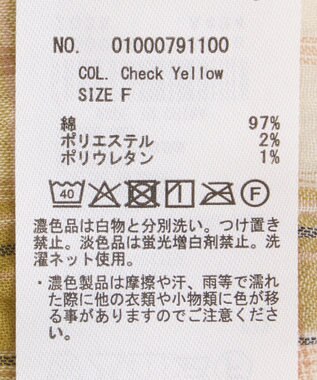 NO. 01000791100
COL. Check Yellow
SIZE F
綿 97%
ポリエステル 2%
ポリウレタン 1%
40 F
濃色品は白物と分別洗い。つけ置き
禁止。淡色品は蛍光増白剤禁止。洗
濯ネット使用。
・濃色製品は摩擦や汗、雨等で濡れ
た際に他の衣類や小物類に色が移
る事がありますのでご注意くださ
い。